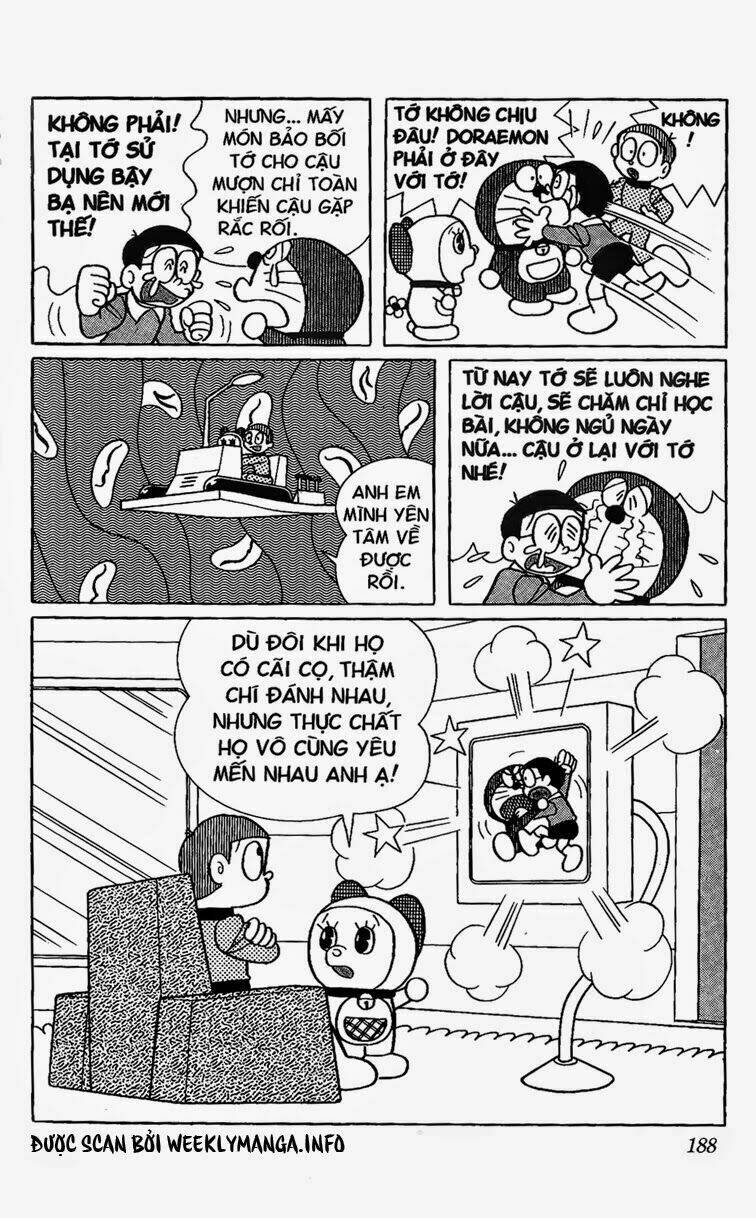 KHÔNG
!
TỚ KHÔNG CHỊU
ĐÂU! DORAEMON
PHẢI Ở ĐÂY
VỚI TỚ!
NHƯNG... MẤY
MÓN BẢO BỐI
TỚ CHO CẬU
MƯỢN CHỈ TOÀN
KHIẾN CẬU GẶP
RẮC RỐI.
KHÔNG PHẢI!
TẠI TỚ SỬ
DỤNG BẬY
BẠ NÊN MỚI
THẾ!
TỪ NAY TỚ SẼ LUÔN NGHE
LỜI CẬU, SẼ CHĂM CHỈ HỌC
BÀI, KHÔNG NGỦ NGÀY
NỮA... CẬU Ở LẠI VỚI TỚ
NHÉ!
ANH EM
MÌNH YÊN
TÂM VỀ
ĐƯỢC
RỒI.
DÙ ĐÔI KHI HỌ
CÓ CÃI CỌ, THẬM
CHÍ ĐÁNH NHAU,
NHƯNG THỰC CHẤT
HỌ VÔ CÙNG YÊU
MẾN NHAU ANH Ạ!
ĐƯỢC SCAN BỞI WEEKLYMANGA.INFO
188